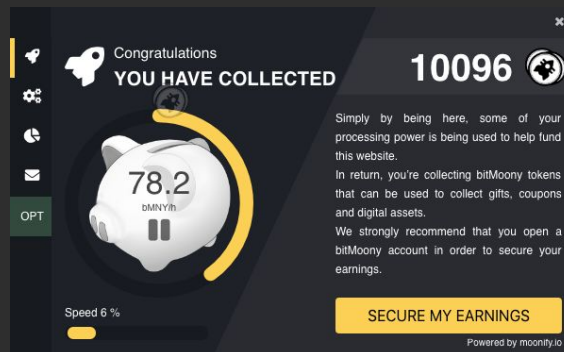 Congratulations
YOU HAVE COLLECTED
10096
78.2
bMNY/h
OPT
Speed 6 %
Simply by being here, some of your
processing power is being used to help fund
this website.
In return, you're collecting bitMoony tokens
that can be used to collect gifts, coupons
and digital assets.
We strongly recommend that you open a
bitMoony account in order to secure your
earnings.
SECURE MY EARNINGS
Powered by moonify.io